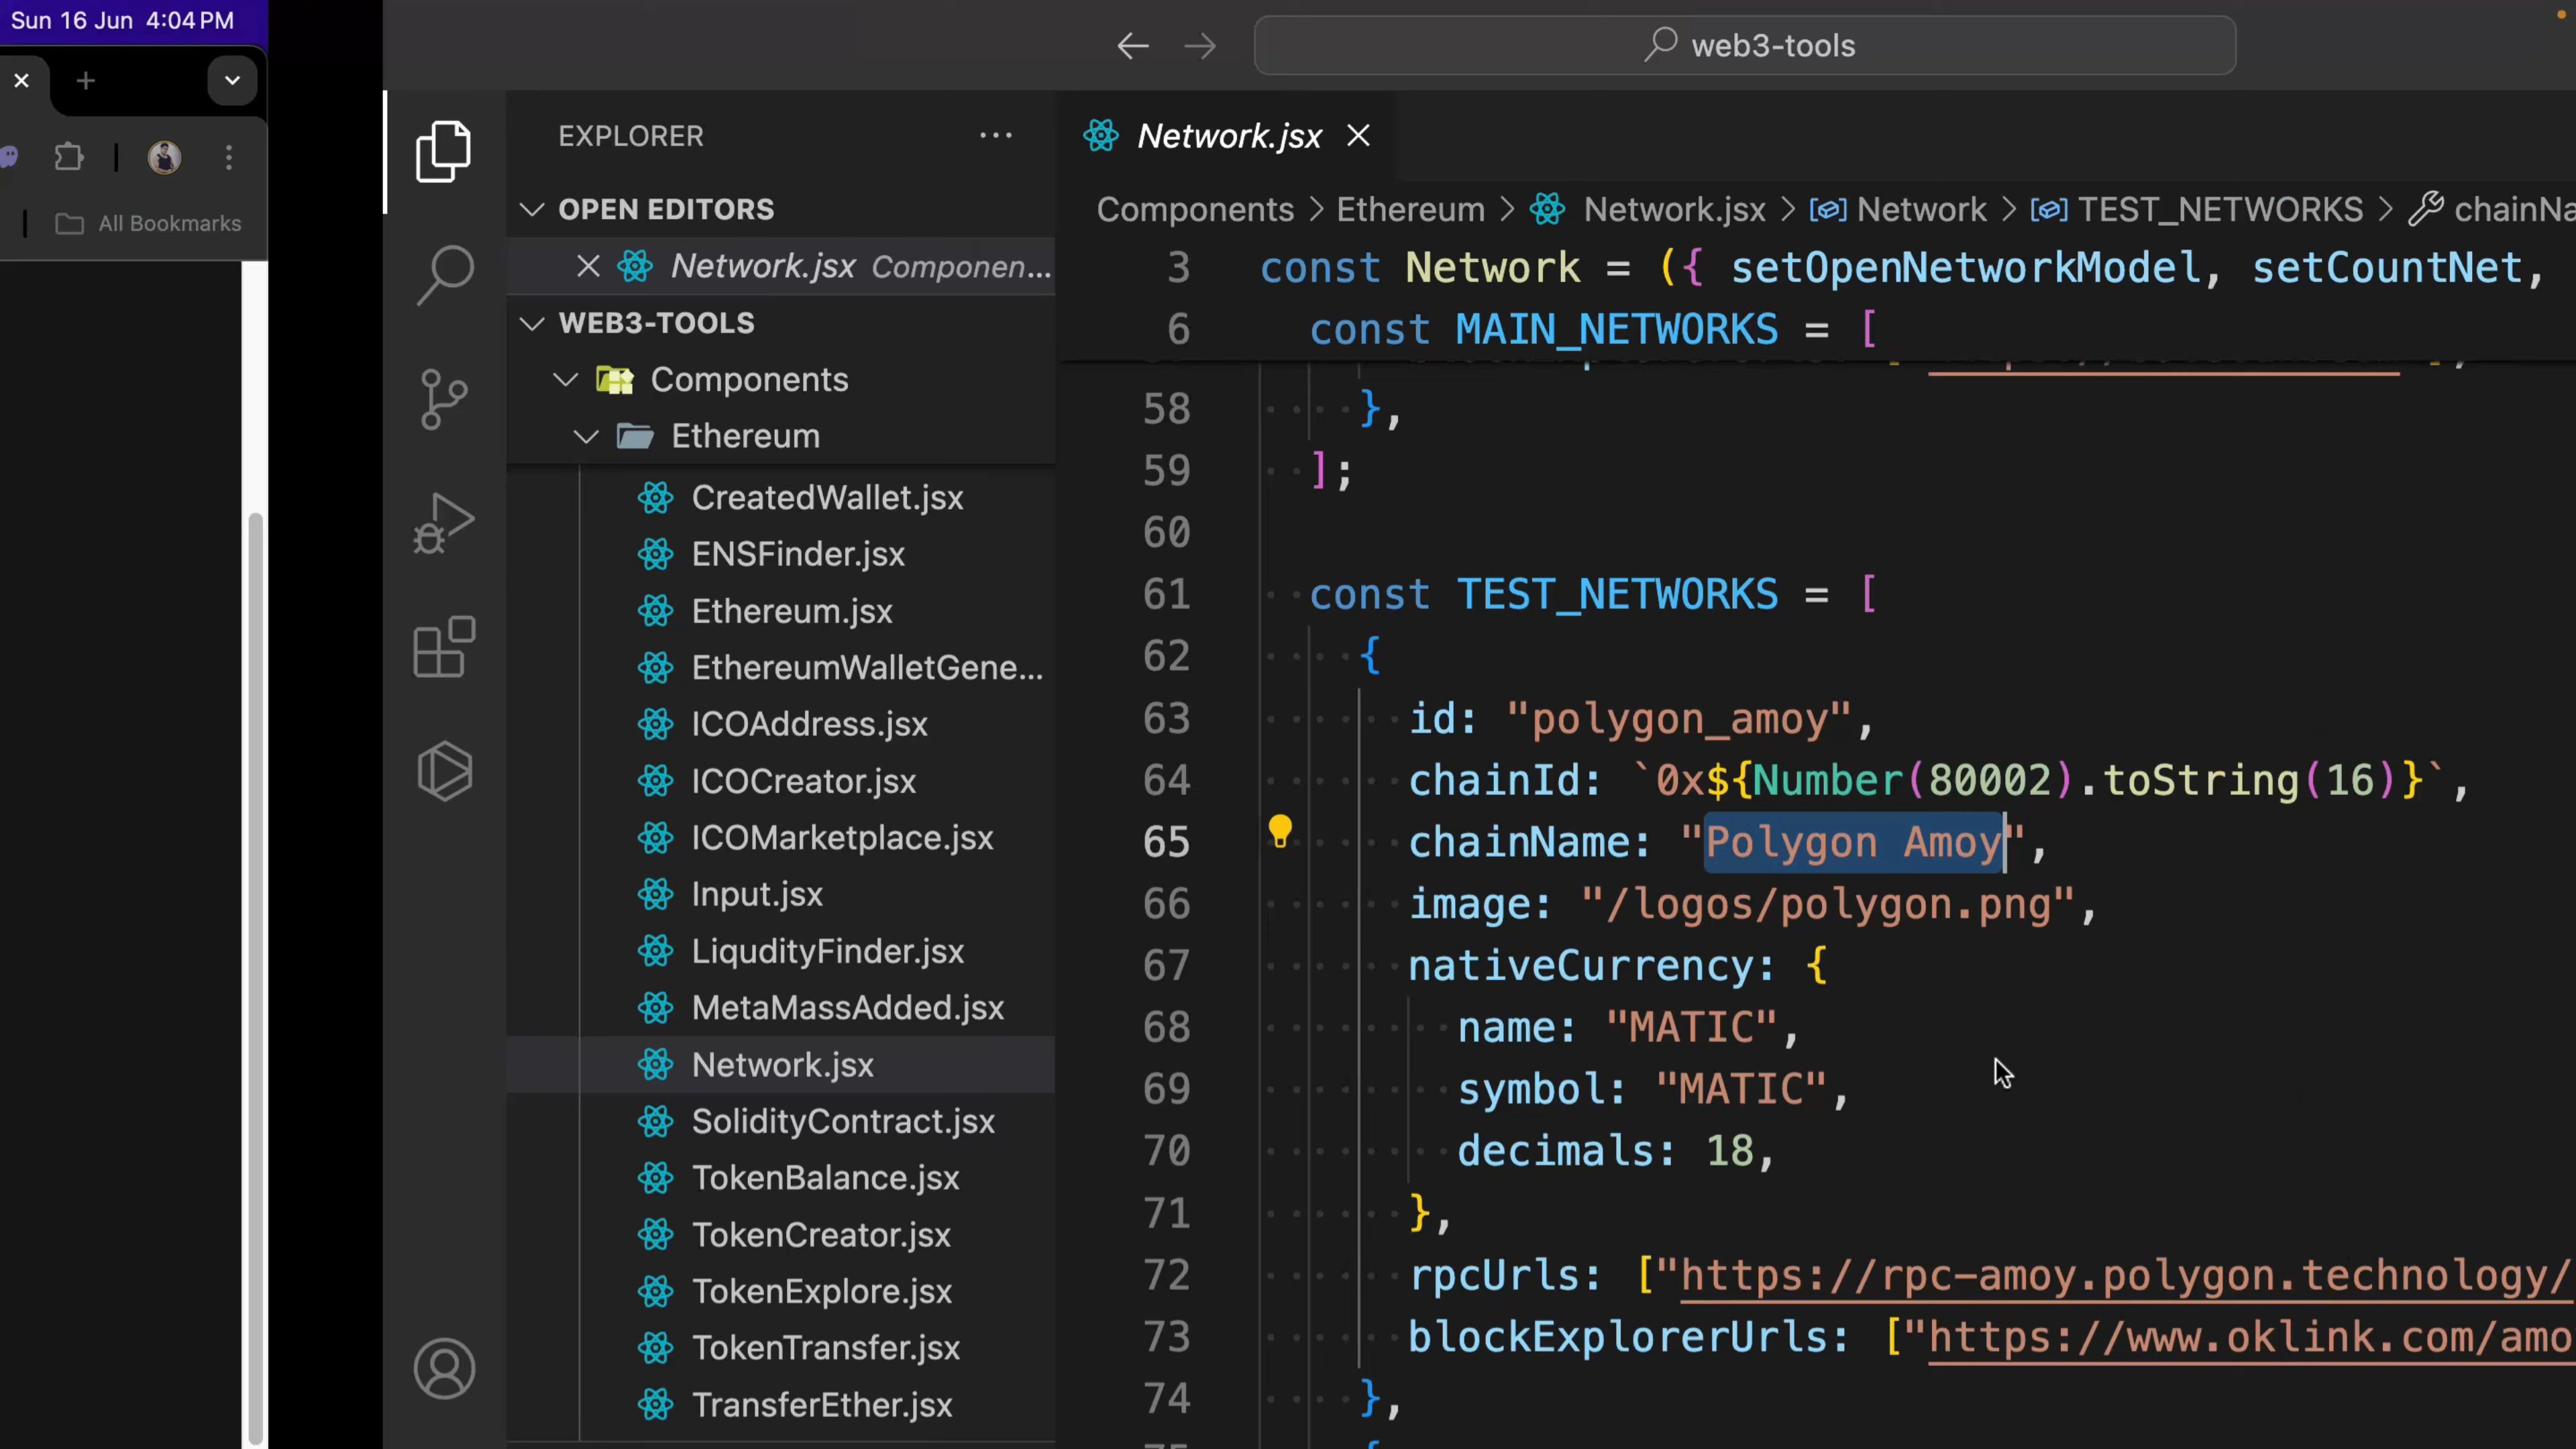 Sun 16 Jun 4:04 PM
All Bookmarks
web3-tools
EXPLORER
OPEN EDITORS
Network.jsx Componen...
WEB3-TOOLS
Components
Ethereum
CreatedWallet.jsx
ENSFinder.jsx
Ethereum.jsx
EthereumWalletGene...
ICOAddress.jsx
ICOCreator.jsx
ICOMarketplace.jsx
Input.jsx
LiqudityFinder.jsx
MetaMassAdded.jsx
Network.jsx
SolidityContract.jsx
TokenBalance.jsx
TokenCreator.jsx
TokenExplore.jsx
TokenTransfer.jsx
TransferEther.jsx
Network.jsx
Components > Ethereum > Network.jsx > Network > TEST_NETWORKS > chainNa
3 const Network = ({ setOpenNetworkModel, setCountNet,
6 const MAIN_NETWORKS = [
58 },
59 ];
60
61 const TEST_NETWORKS = [
62 {
63 id: "polygon_amoy",
64 chainId: `0x${Number(80002).toString(16)}`,
65 chainName: "Polygon Amoy",
66 image: "/logos/polygon.png",
67 nativeCurrency: {
68 name: "MATIC",
69 symbol: "MATIC",
70 decimals: 18,
71 },
72 rpcUrls: ["https://rpc-amoy.polygon.technology/
73 blockExplorerUrls: ["https://www.oklink.com/amo
74 },